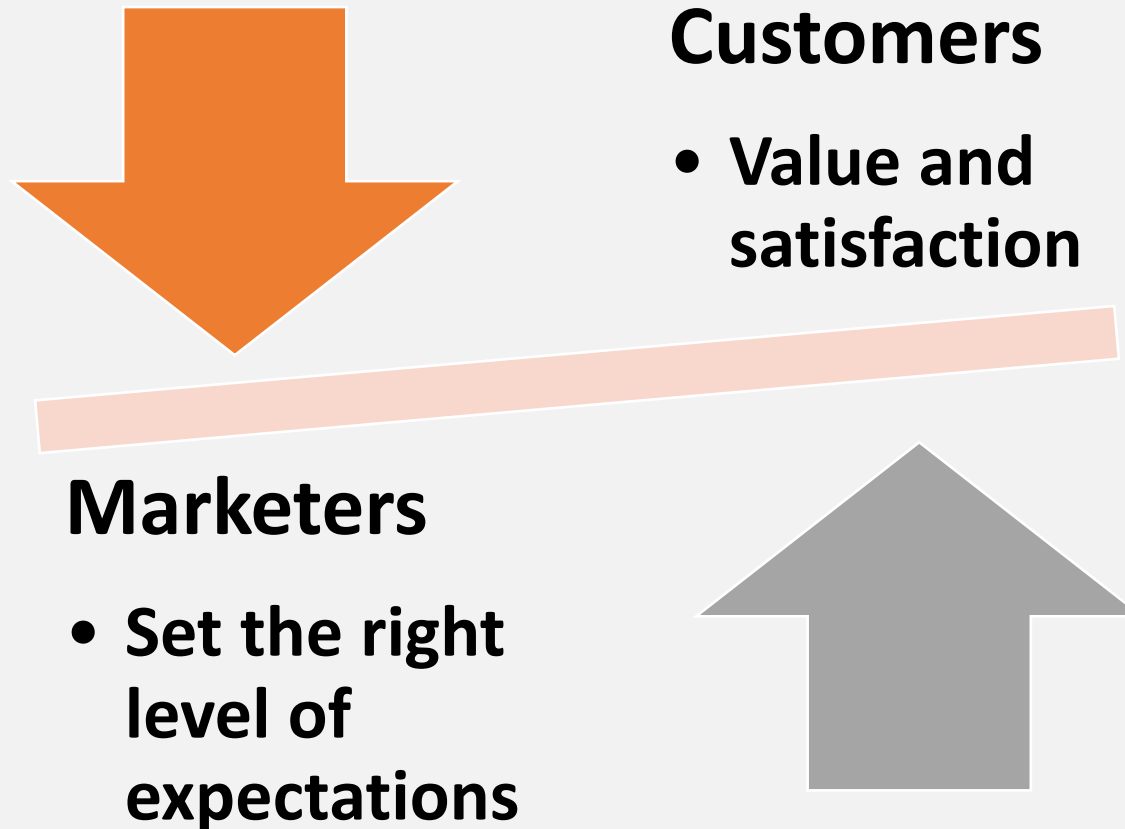 Customers
• Value and
satisfaction
Marketers
• Set the right
level of
expectations